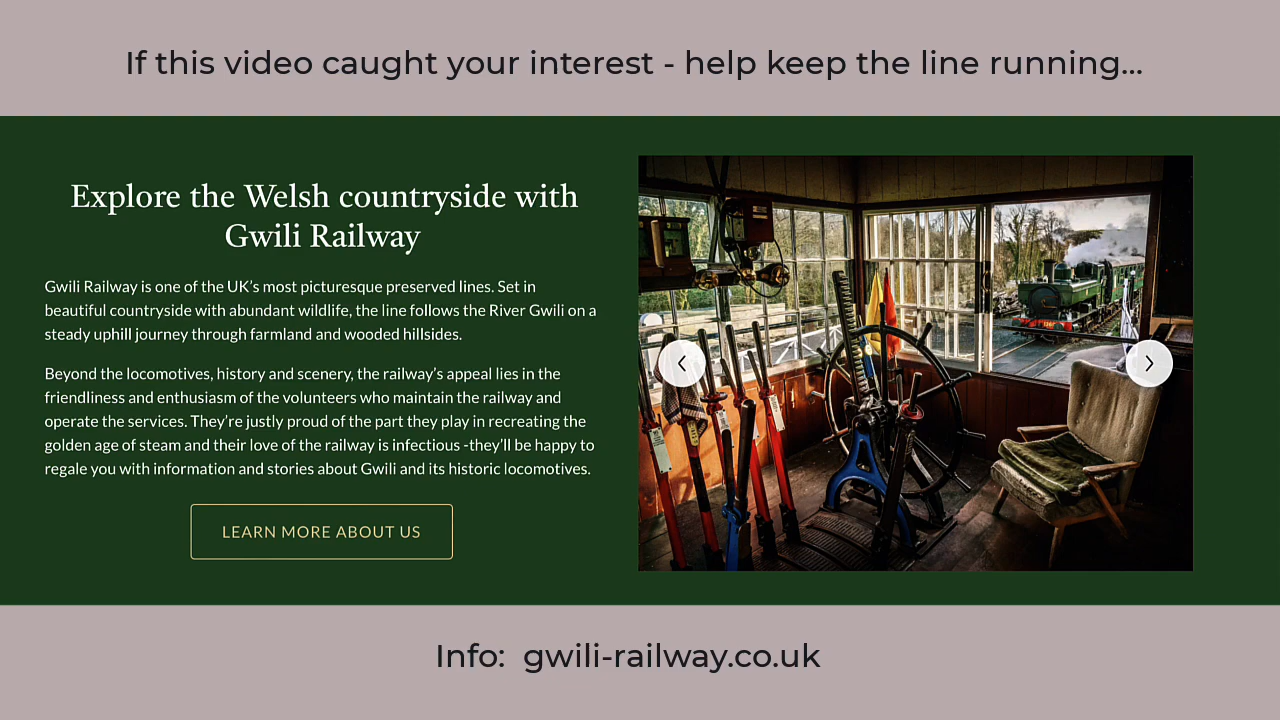 If this video caught your interest - help keep the line running...
Explore the Welsh countryside with
Gwili Railway
Gwili Railway is one of the UK's most picturesque preserved lines. Set in
beautiful countryside with abundant wildlife, the line follows the River Gwili on a
steady uphill journey through farmland and wooded hillsides.
Beyond the locomotives, history and scenery, the railway's appeal lies in the
friendliness and enthusiasm of the volunteers who maintain the railway and
operate the services. They're justly proud of the part they play in recreating the
golden age of steam and their love of the railway is infectious -they'll be happy to
regale you with information and stories about Gwili and its historic locomotives.
LEARN MORE ABOUT US
Info: gwili-railway.co.uk